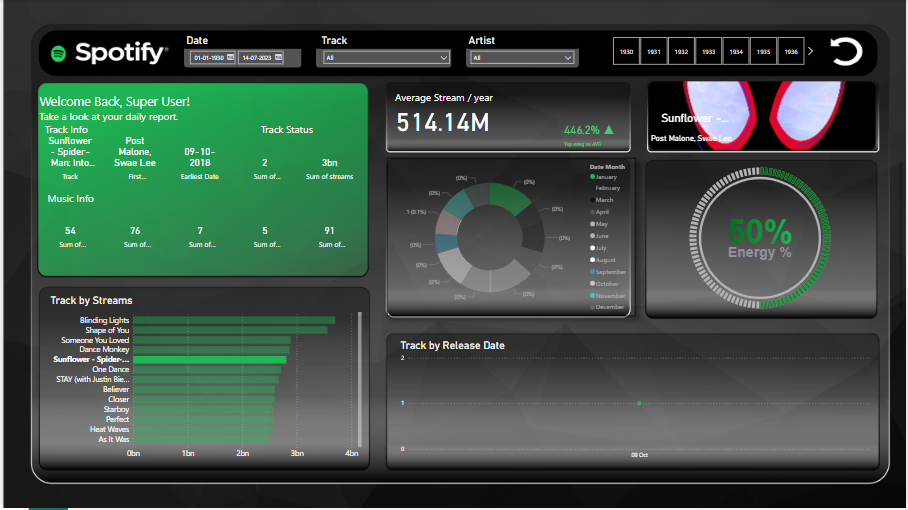 Spotify®
Date
01-01-1930
14-07-2023
Track
All
Artist
All
1930
1931
1932
1933
1934
1935
1936
Welcome Back, Super User!
Take a look at your daily report.
Track Info
Track Status
Sunflower
- Spider-
Man: Into...
Post
Malone,
Swae Lee
09-10-
2018
2
3bn
Track
First...
Earliest Date
Sum of...
Sum of streams
Music Info
54
76
7
5
91
Sum of...
Sum of...
Sum of...
Sum of...
Sum of...
Average Stream / year
514.14M
446.2%
Top song vs AVG
Sunflower -...
Post Malone, Swae Lee
Date Month
January
February
March
April
May
June
July
August
September
October
November
December
(0%)
(0%)
(0%)
(0%)
(0%)
(0%)
(0%)
(0%)
(0%)
(0%)
1 (0.1%)
(0%)
60%
Energy %
Track by Streams
Blinding Lights
Shape of You
Someone You Loved
Dance Monkey
Sunflower - Spider-...
One Dance
STAY (with Justin Bie...
Believer
Closer
Starboy
Perfect
Heat Waves
As It Was
0bn
1bn
2bn
3bn
4bn
Track by Release Date
2
1
0
09 Oct